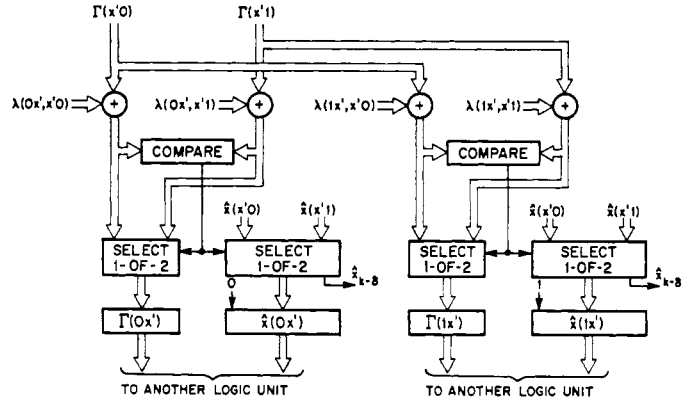 Γ(x'0) Γ(x'1)
λ(0x',x'0) + λ(0x',x'1) + λ(1x',x'0) + λ(1x',x'1) +
COMPARE COMPARE
x̂(x'0) x̂(x'1) x̂(x'0) x̂(x'1)
SELECT 1-OF-2 SELECT 1-OF-2 SELECT 1-OF-2 SELECT 1-OF-2
0 x̂k-δ 1 x̂k-δ
Γ(0x') x̂(0x') Γ(1x') x̂(1x')
TO ANOTHER LOGIC UNIT TO ANOTHER LOGIC UNIT